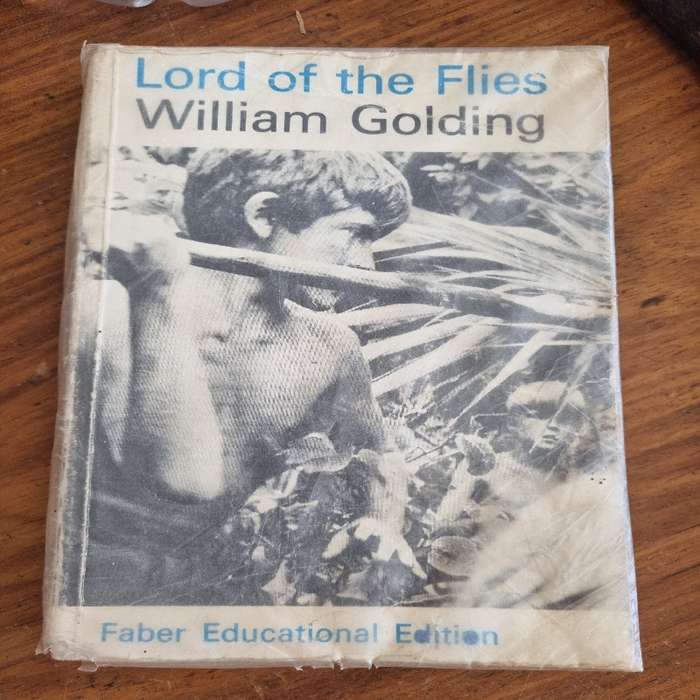 Lord of the Flies
William Golding
Faber Educational Edition